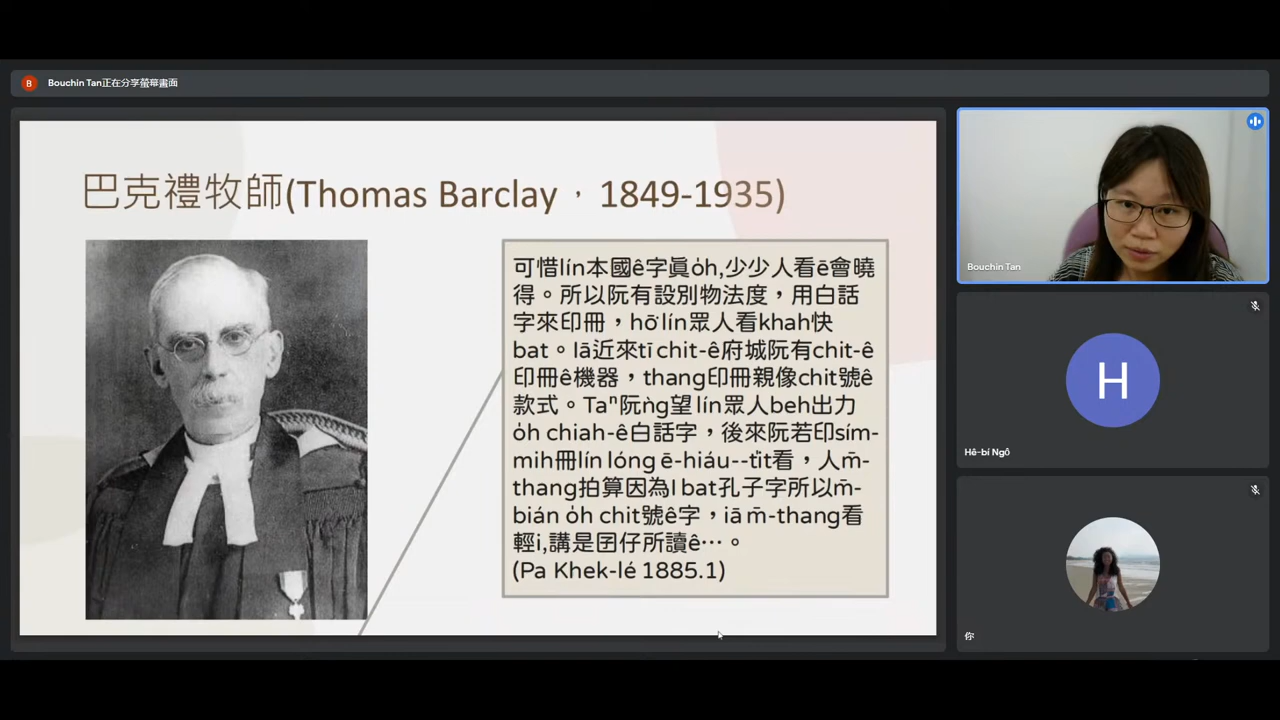 B
Bouchin Tan正在分享螢幕畫面
巴克禮牧師(Thomas Barclay，1849-1935)
可惜lín本國ê字真o̍h,少少人看ē會曉
得。所以阮有設別物法度，用白話
字來印冊，hō͘ lín眾人看khah快
bat。Iā近來tī chit-ê府城阮有chit-ê
印冊ê機器，thang印冊親像chit號ê
款式。Taⁿ阮ǹg望 lín眾人beh出力
o̍h chiah-ê白話字，後來阮若印sím-
mih冊lín lóng ē-hiáu--tit看，人m̄-
thang拍算因為I bat孔子字所以m̄-
bián o̍h chit號ê字，iā m̄-thang看
輕i,講是囝仔所讀ê…。
(Pa Khek-lé 1885.1)
Bouchin Tan
H
Hê-bí Ngô
你